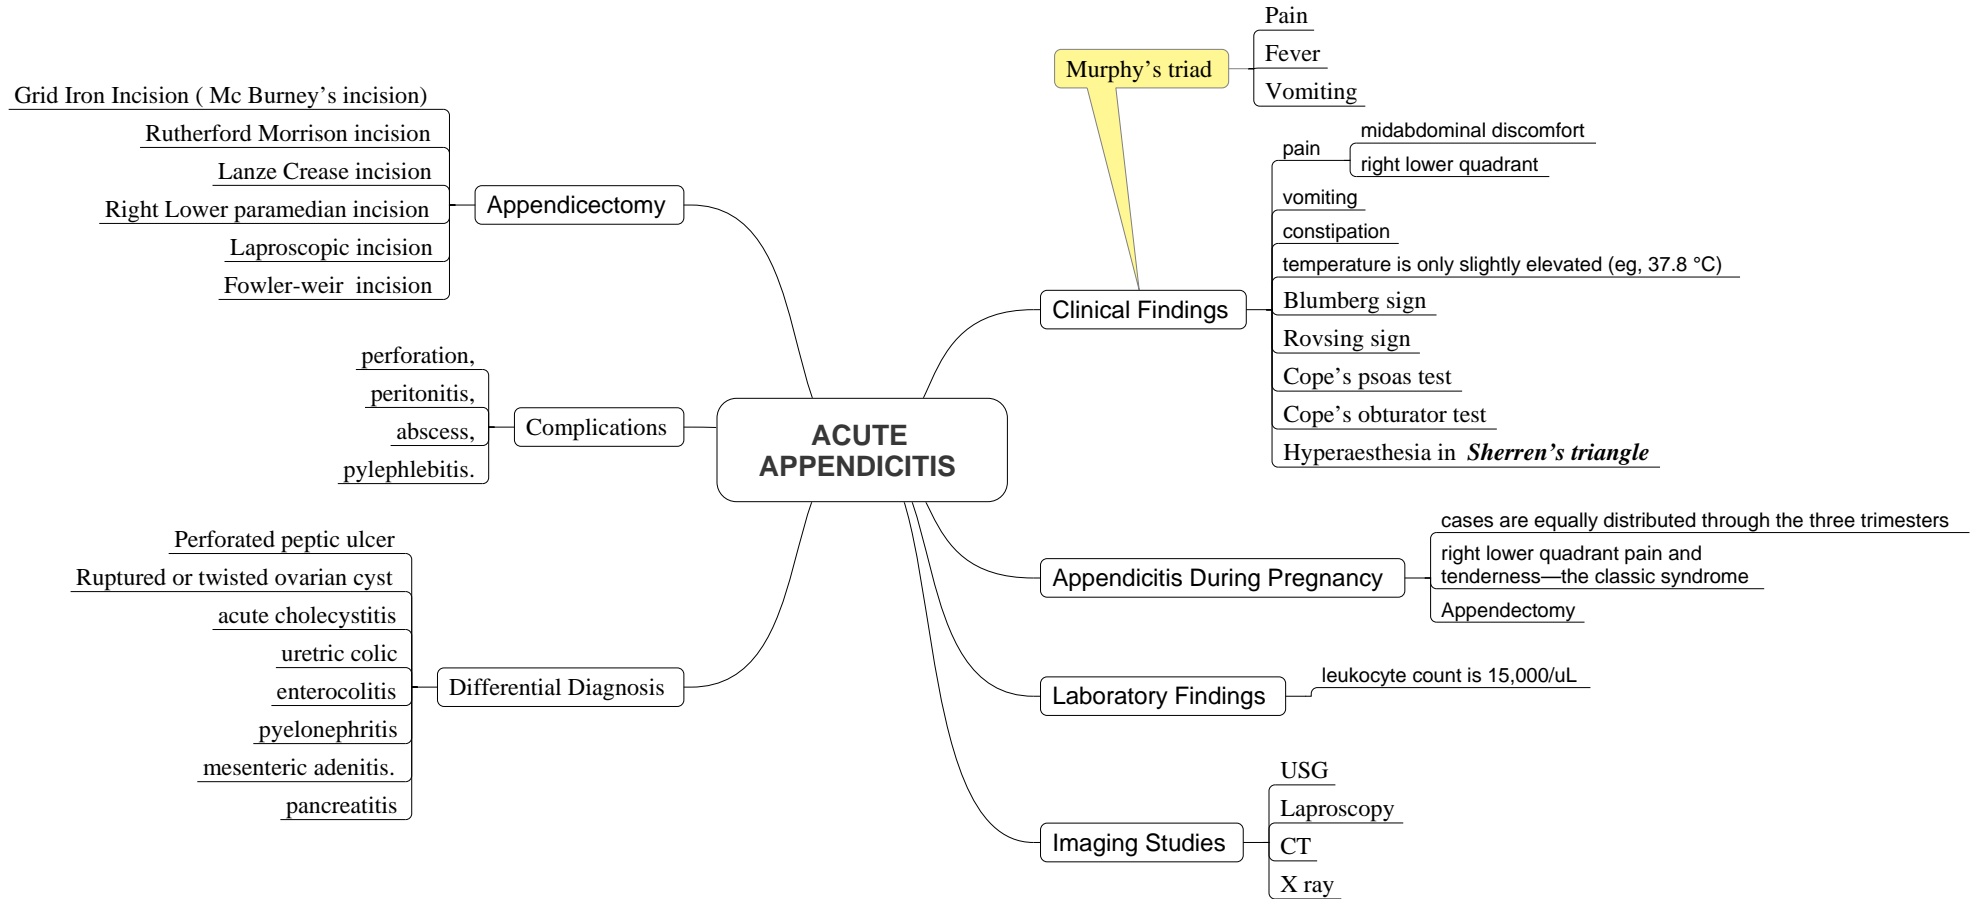 ACUTE
APPENDICITIS
Murphy’s triad
Pain
Fever
Vomiting
Clinical Findings
pain
midabdominal discomfort
right lower quadrant
vomiting
constipation
temperature is only slightly elevated (eg, 37.8 °C)
Blumberg sign
Rovsing sign
Cope’s psoas test
Cope’s obturator test
Hyperaesthesia in Sherren’s triangle
Appendicitis During Pregnancy
cases are equally distributed through the three trimesters
right lower quadrant pain and
tenderness—the classic syndrome
Appendectomy
Laboratory Findings
leukocyte count is 15,000/uL
Imaging Studies
USG
Laproscopy
CT
X ray
Appendicectomy
Grid Iron Incision ( Mc Burney’s incision)
Rutherford Morrison incision
Lanze Crease incision
Right Lower paramedian incision
Laproscopic incision
Fowler-weir incision
Complications
perforation,
peritonitis,
abscess,
pylephlebitis.
Differential Diagnosis
Perforated peptic ulcer
Ruptured or twisted ovarian cyst
acute cholecystitis
uretric colic
enterocolitis
pyelonephritis
mesenteric adenitis.
pancreatitis